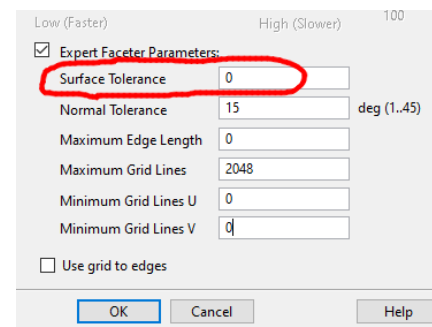 Low (Faster) High (Slower) 100
Expert Faceter Parameters:
Surface Tolerance 0
Normal Tolerance 15 deg (1..45)
Maximum Edge Length 0
Maximum Grid Lines 2048
Minimum Grid Lines U 0
Minimum Grid Lines V 0
Use grid to edges
OK Cancel Help